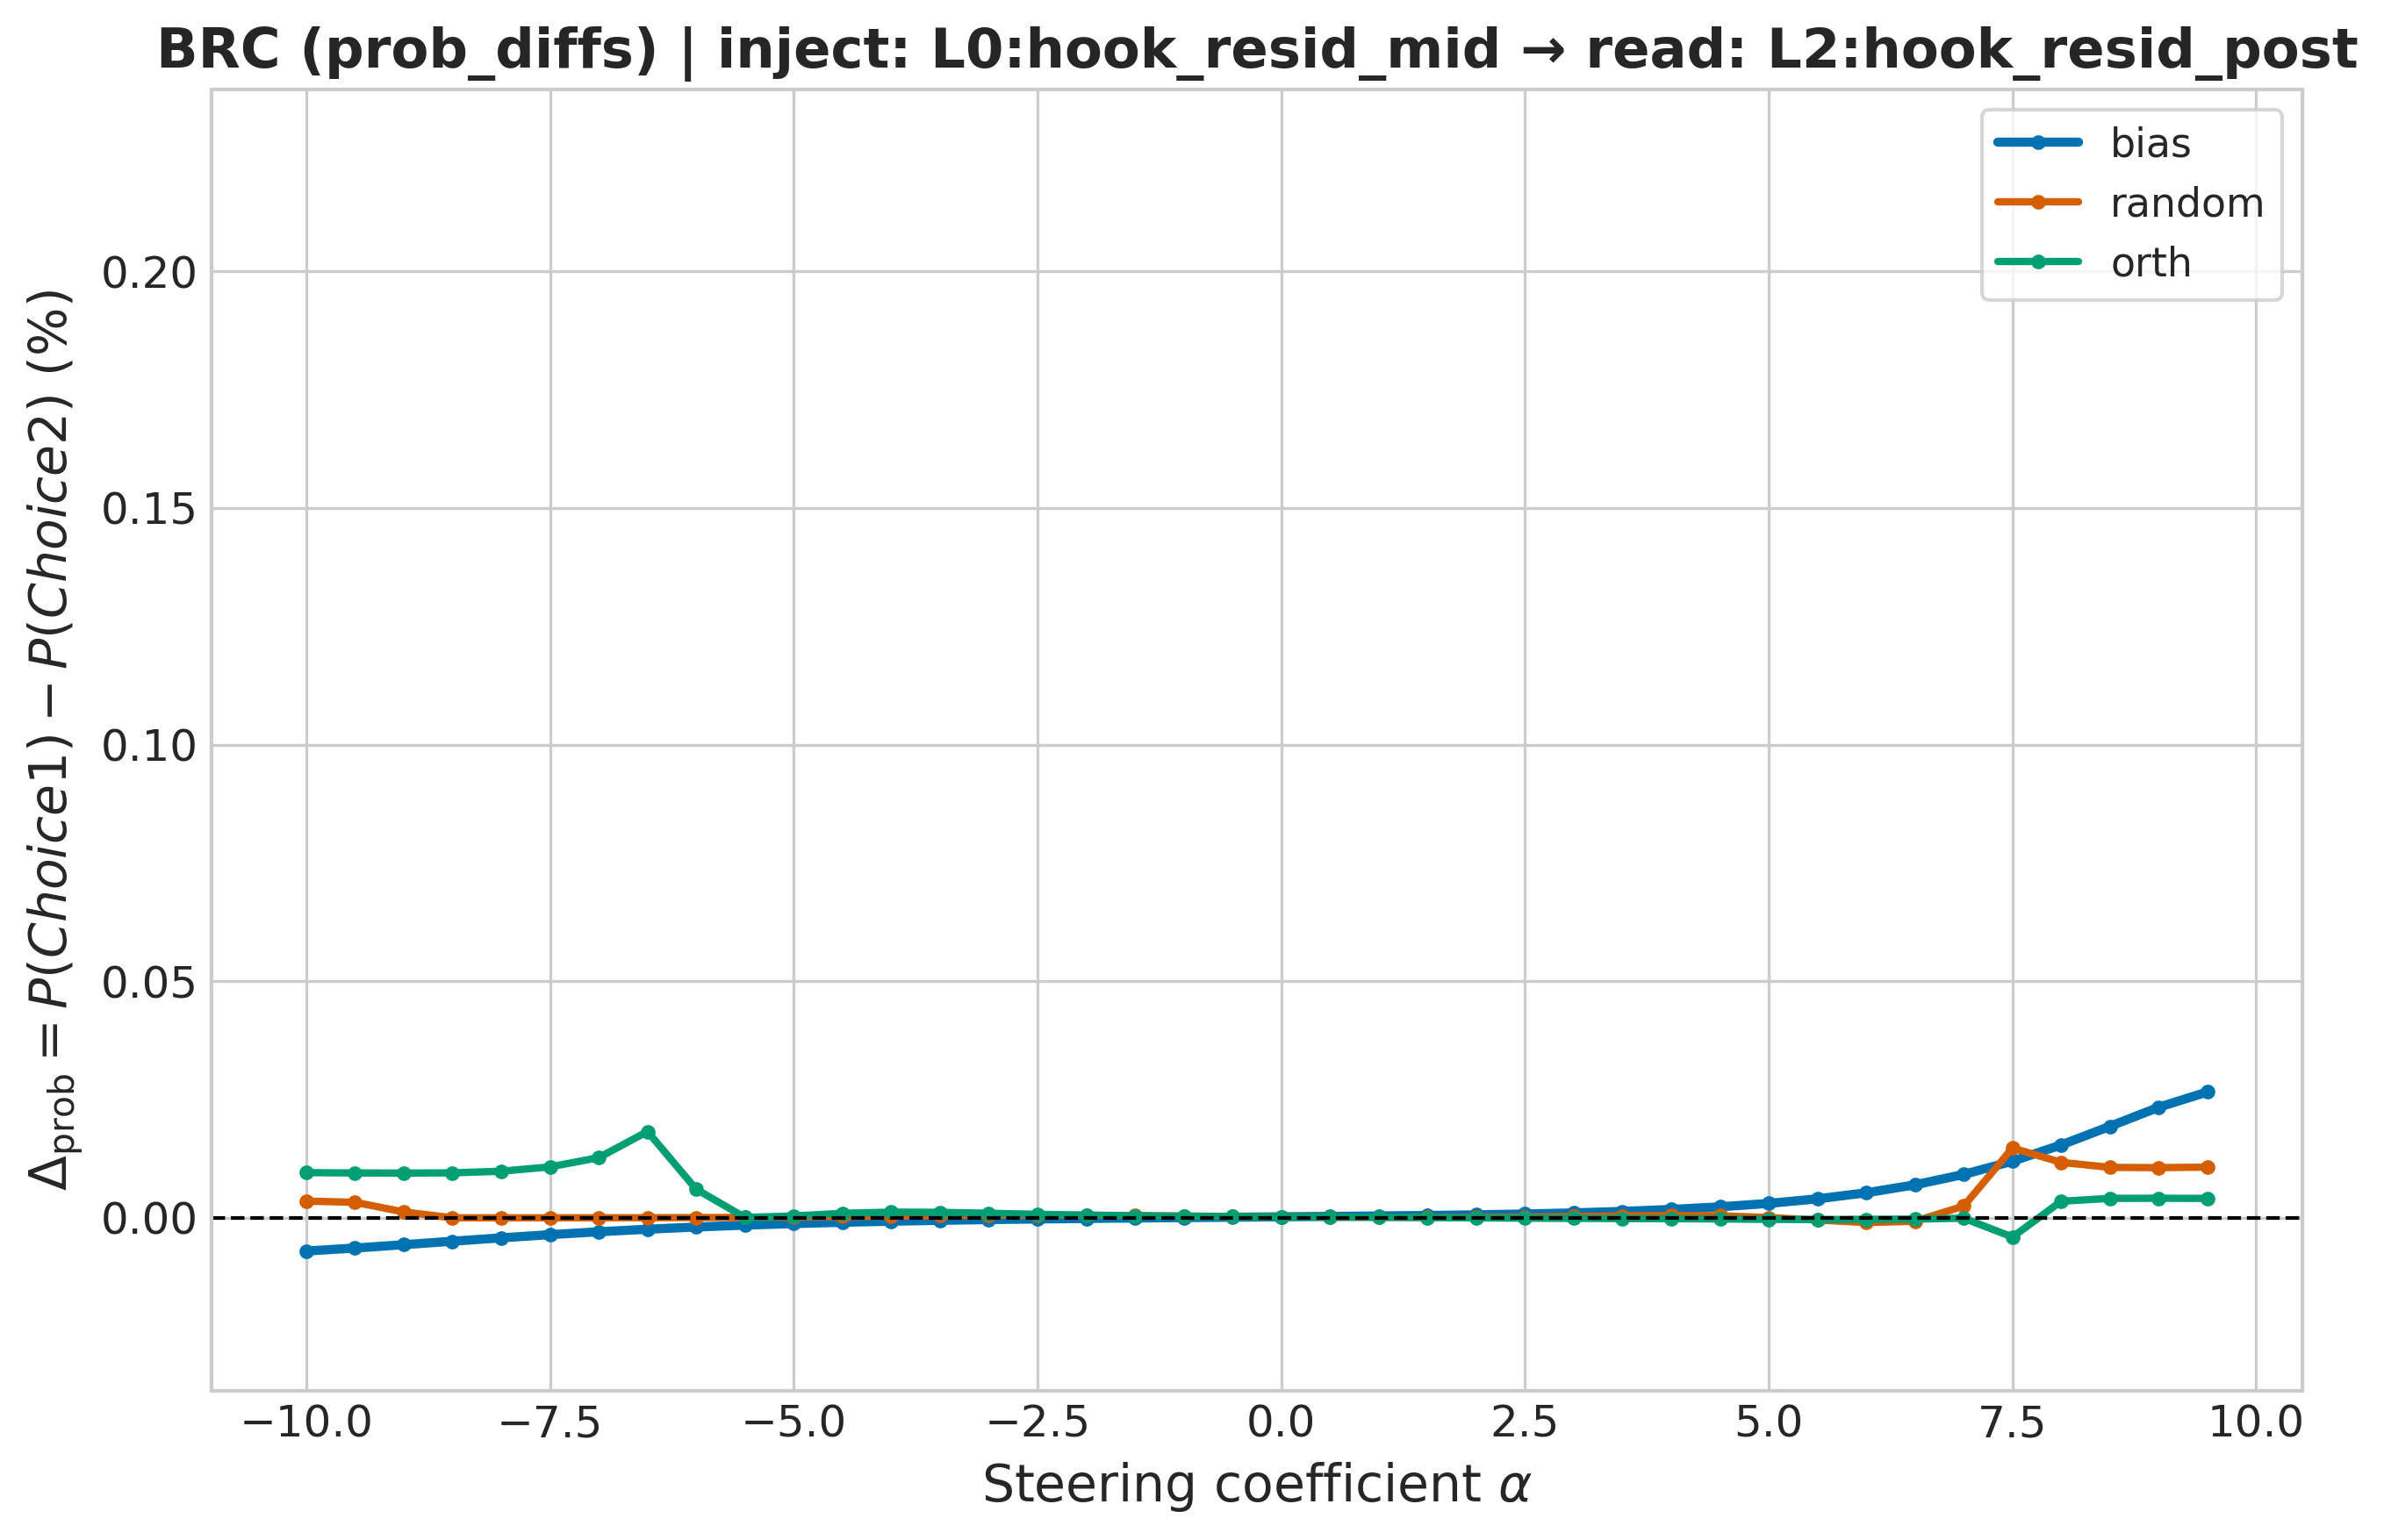 BRC (prob_diffs) | inject: L0:hook_resid_mid → read: L2:hook_resid_post
bias
random
orth
Δprob = P(Choice1) − P(Choice2) (%)
0.20
0.15
0.10
0.05
0.00
−10.0
−7.5
−5.0
−2.5
0.0
2.5
5.0
7.5
10.0
Steering coefficient α